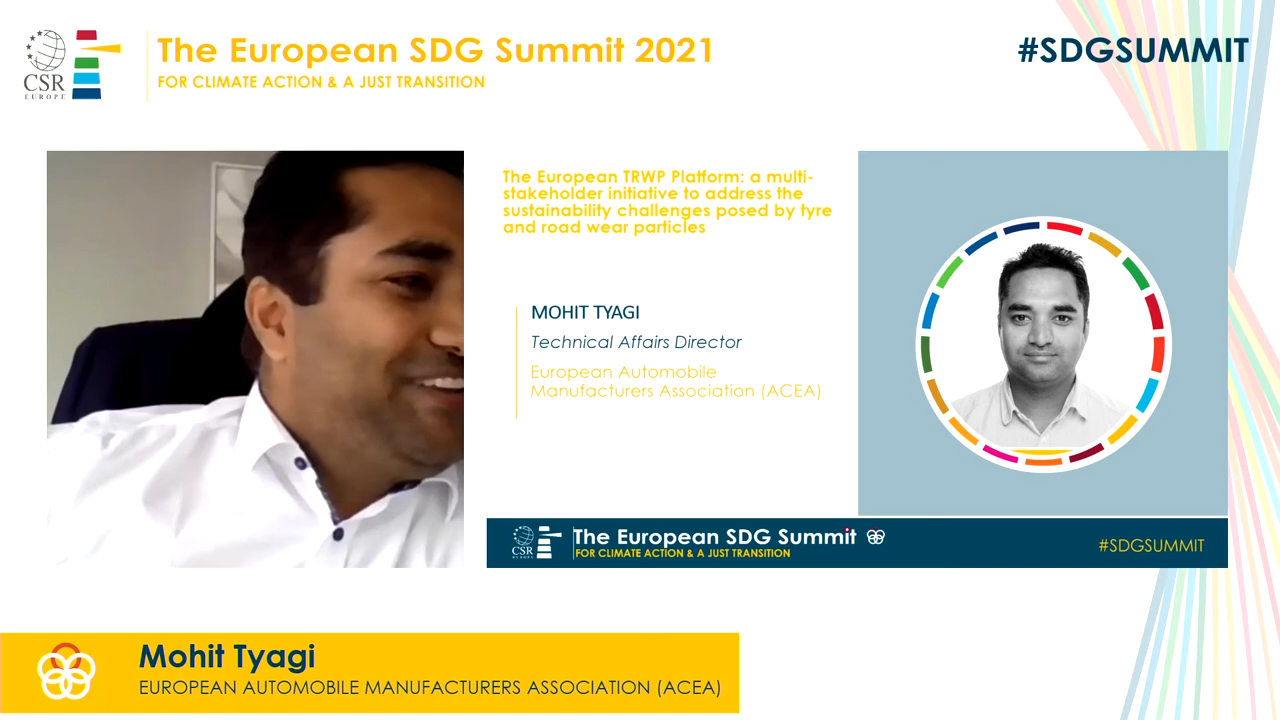 CSR
EUROPE
The European SDG Summit 2021
FOR CLIMATE ACTION & A JUST TRANSITION
#SDGSUMMIT
The European TRWP Platform: a multi-
stakeholder initiative to address the
sustainability challenges posed by tyre
and road wear particles
MOHIT TYAGI
Technical Affairs Director
European Automobile
Manufacturers Association (ACEA)
CSR
EUROPE
The European SDG Summit
FOR CLIMATE ACTION & A JUST TRANSITION
#SDGSUMMIT
Mohit Tyagi
EUROPEAN AUTOMOBILE MANUFACTURERS ASSOCIATION (ACEA)